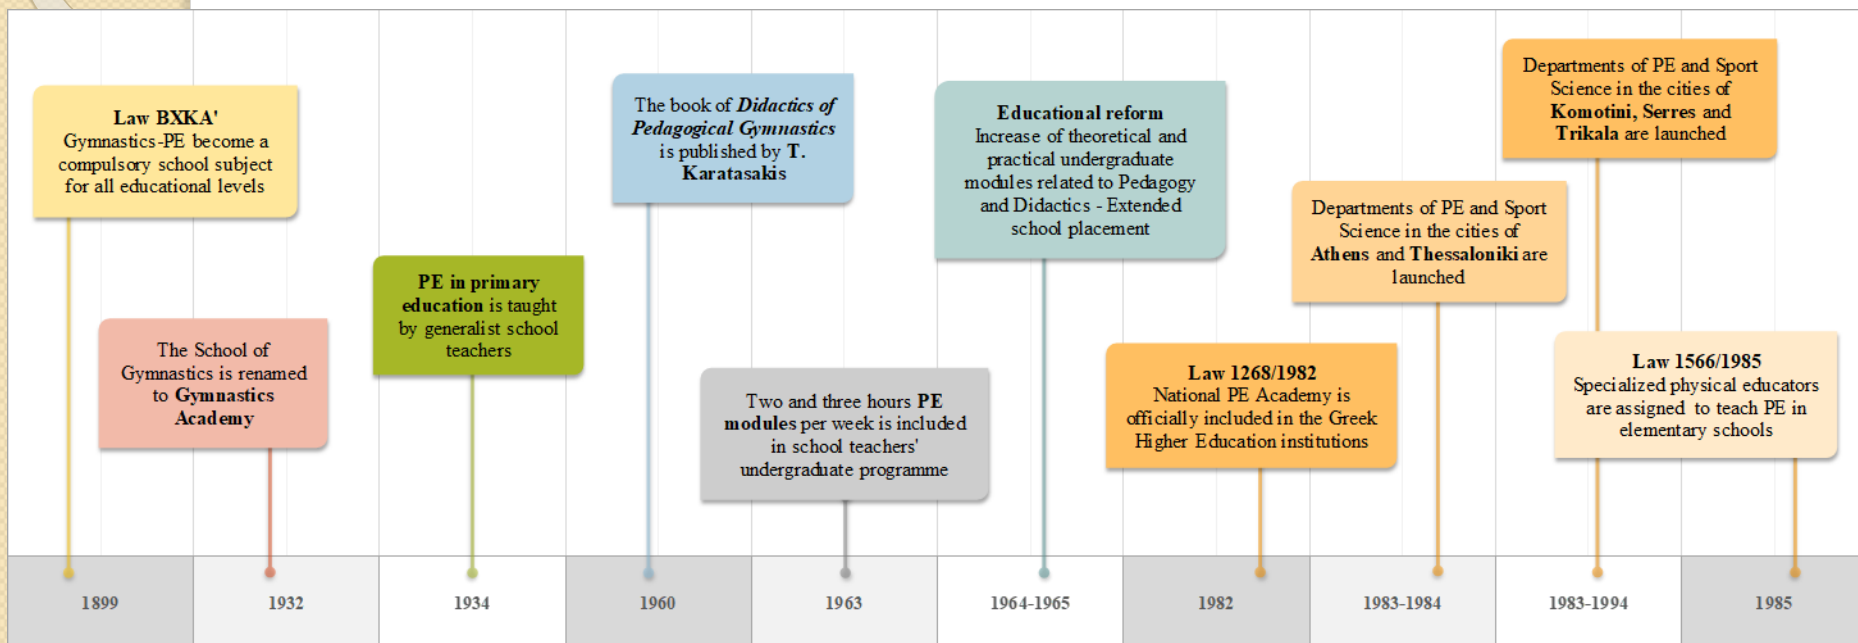 Law BXKA'
Gymnastics-PE become a
compulsory school subject
for all educational levels
The School of
Gymnastics is renamed
to Gymnastics
Academy
PE in primary
education is taught
by generalist school
teachers
The book of Didactics of
Pedagogical Gymnastics
is published by T.
Karatasakis
Two and three hours PE
modules per week is included
in school teachers'
undergraduate programme
Educational reform
Increase of theoretical and
practical undergraduate
modules related to Pedagogy
and Didactics - Extended
school placement
Law 1268/1982
National PE Academy is
officially included in the Greek
Higher Education institutions
Departments of PE and Sport
Science in the cities of
Athens and Thessaloniki are
launched
Departments of PE and Sport
Science in the cities of
Komotini, Serres and
Trikala are launched
Law 1566/1985
Specialized physical educators
are assigned to teach PE in
elementary schools
1899
1932
1934
1960
1963
1964-1965
1982
1983-1984
1983-1994
1985